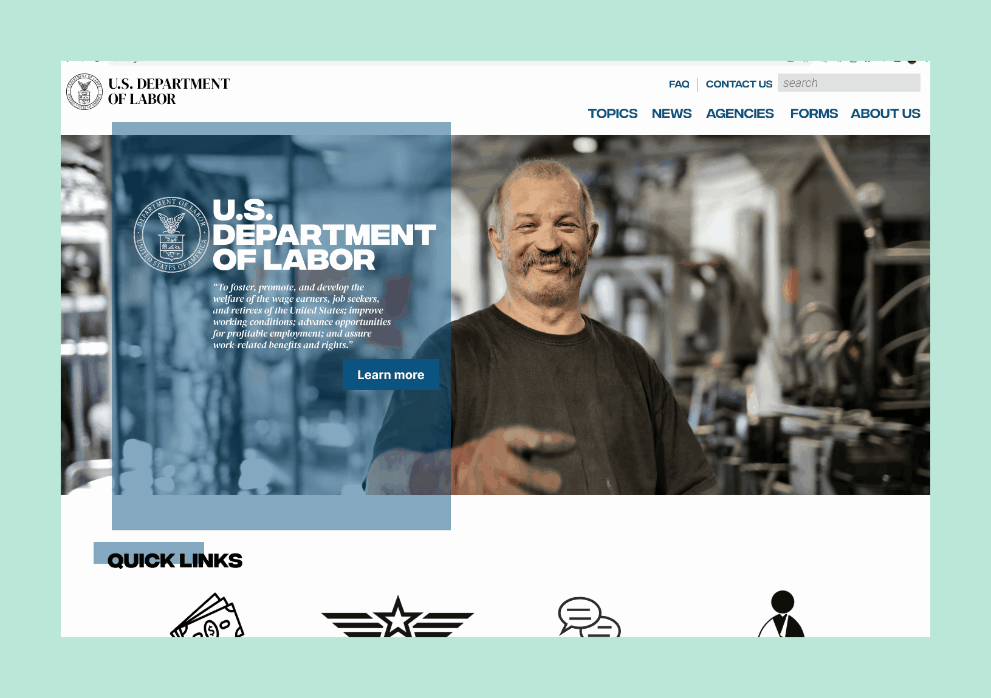 U.S. DEPARTMENT
OF LABOR
FAQ
CONTACT US
search
TOPICS
NEWS
AGENCIES
FORMS
ABOUT US
DEPARTMENT OF LABOR
UNITED STATES OF AMERICA
U.S.
DEPARTMENT
OF LABOR
"To foster, promote, and develop the
welfare of the wage earners, job seekers,
and retirees of the United States; improve
working conditions; advance opportunities
for profitable employment; and assure
work-related benefits and rights."
Learn more
QUICK LINKS